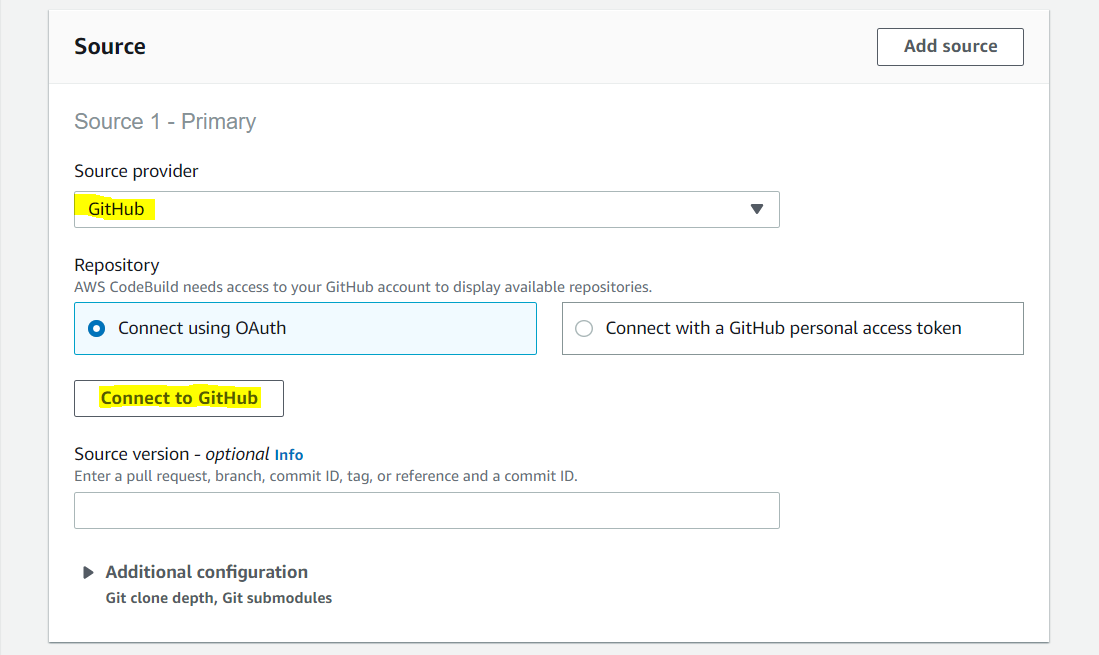 Source
Add source
Source 1 - Primary
Source provider
GitHub
Repository
AWS CodeBuild needs access to your GitHub account to display available repositories.
Connect using OAuth
Connect with a GitHub personal access token
Connect to GitHub
Source version - optional Info
Enter a pull request, branch, commit ID, tag, or reference and a commit ID.
Additional configuration
Git clone depth, Git submodules